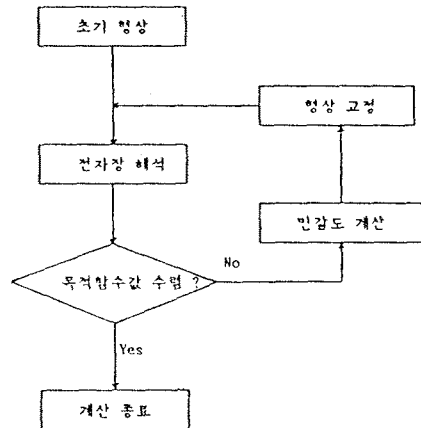 초기 형상
형상 고정
전자장 해석
민감도 계산
목적함수값 수렴 ?
No
Yes
계산 종료